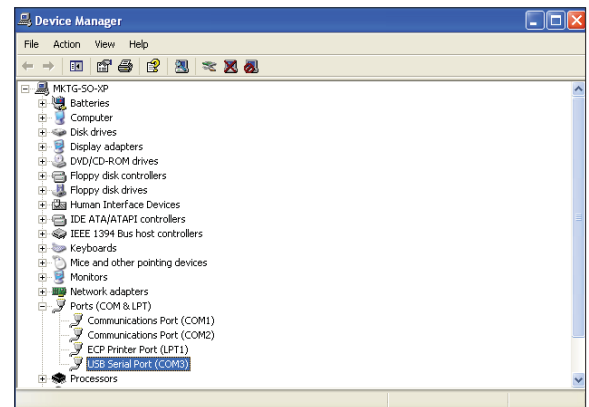 Device Manager
File Action View Help
MKTG-SO-XP
Batteries
Computer
Disk drives
Display adapters
DVD/CD-ROM drives
Floppy disk controllers
Floppy disk drives
Human Interface Devices
IDE ATA/ATAPI controllers
IEEE 1394 Bus host controllers
Keyboards
Mice and other pointing devices
Monitors
Network adapters
Ports (COM & LPT)
Communications Port (COM1)
Communications Port (COM2)
ECP Printer Port (LPT1)
USB Serial Port (COM3)
Processors